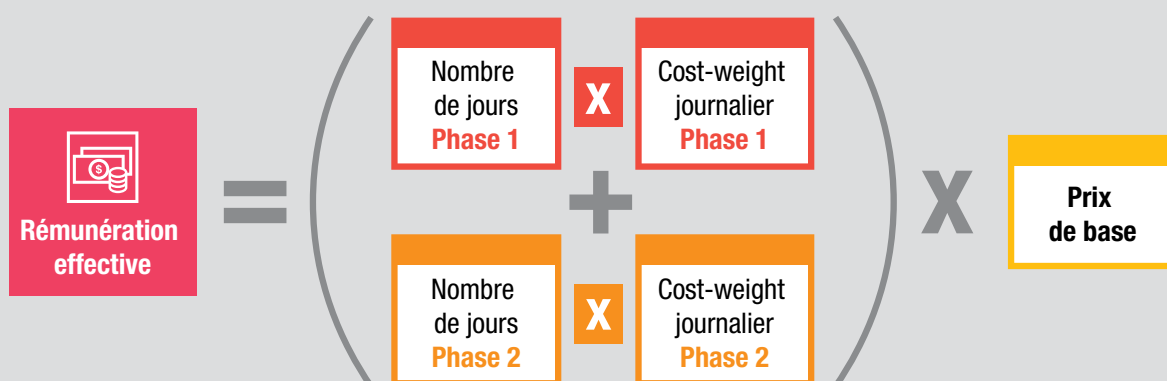 Rémunération
effective
=
(
Nombre
de jours
Phase 1
X
Cost-weight
journalier
Phase 1
+
Nombre
de jours
Phase 2
X
Cost-weight
journalier
Phase 2
)
X
Prix
de base